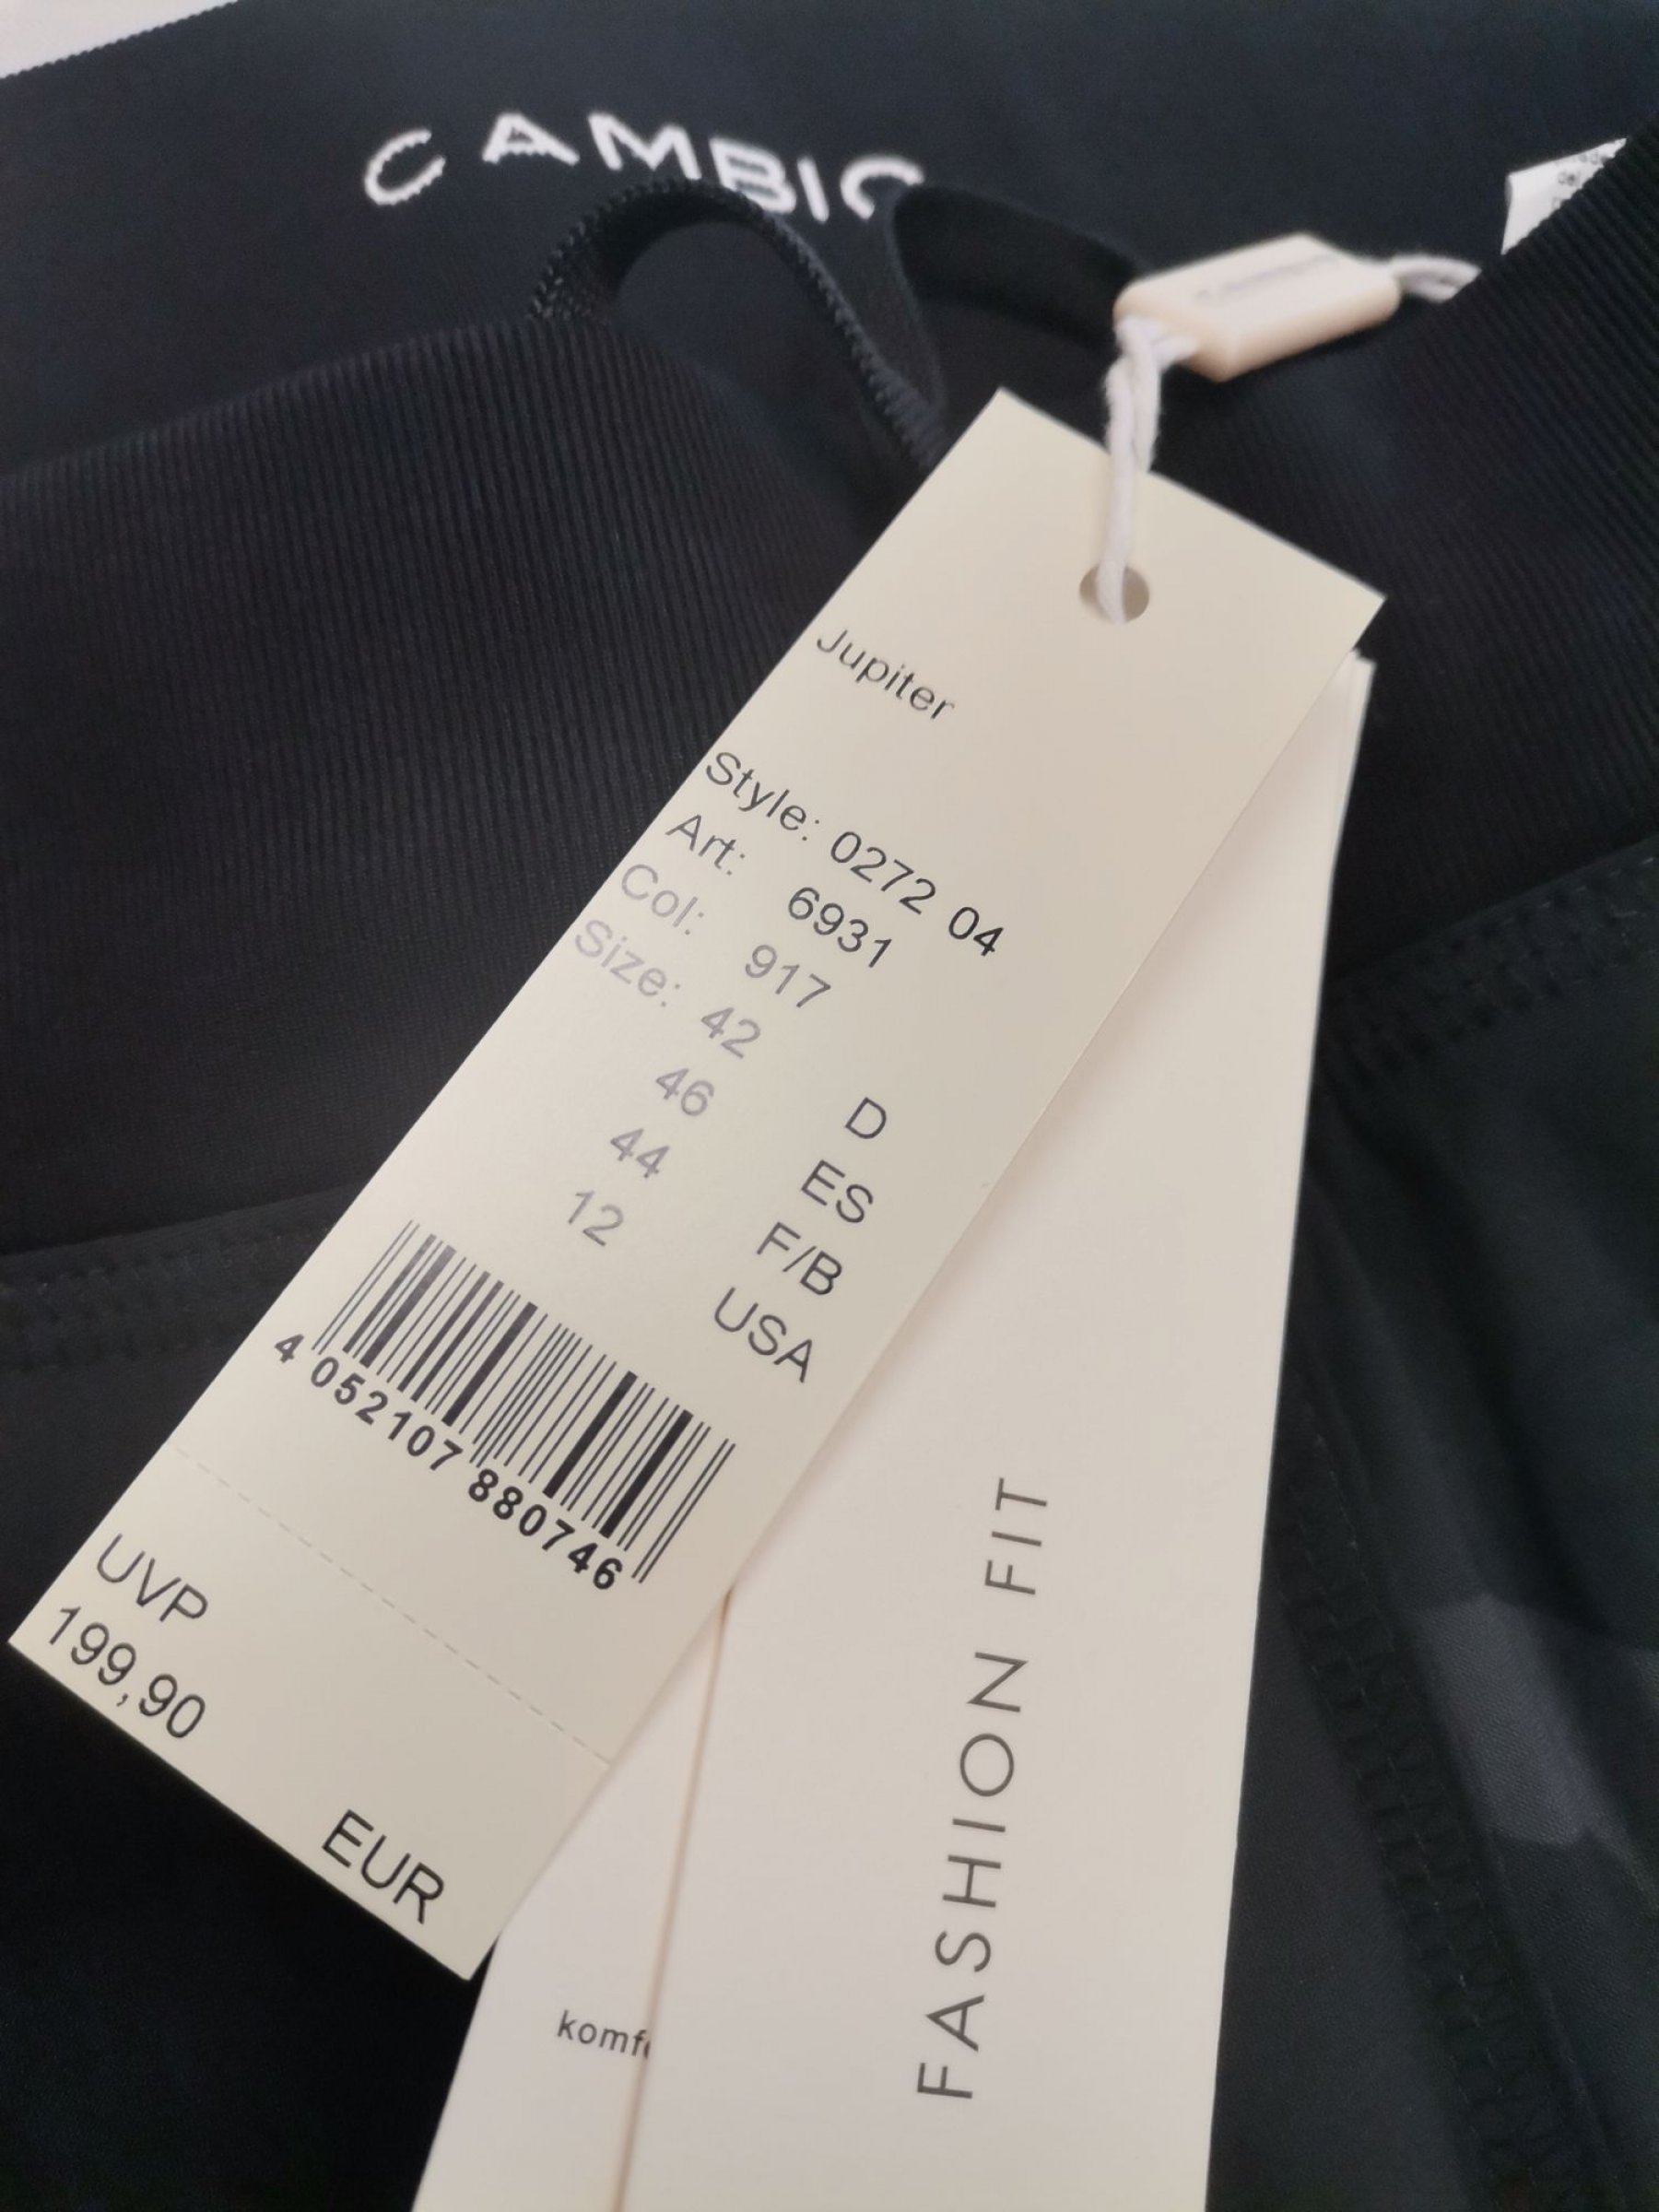 CAMBIO
Jupiter
Style: 0272 04
Art: 6931
Col: 917
Size: 42 D
46 ES
44 F/B
12 USA
4 052107 880746
UVP
199,90 EUR
FASHION FIT
komfo